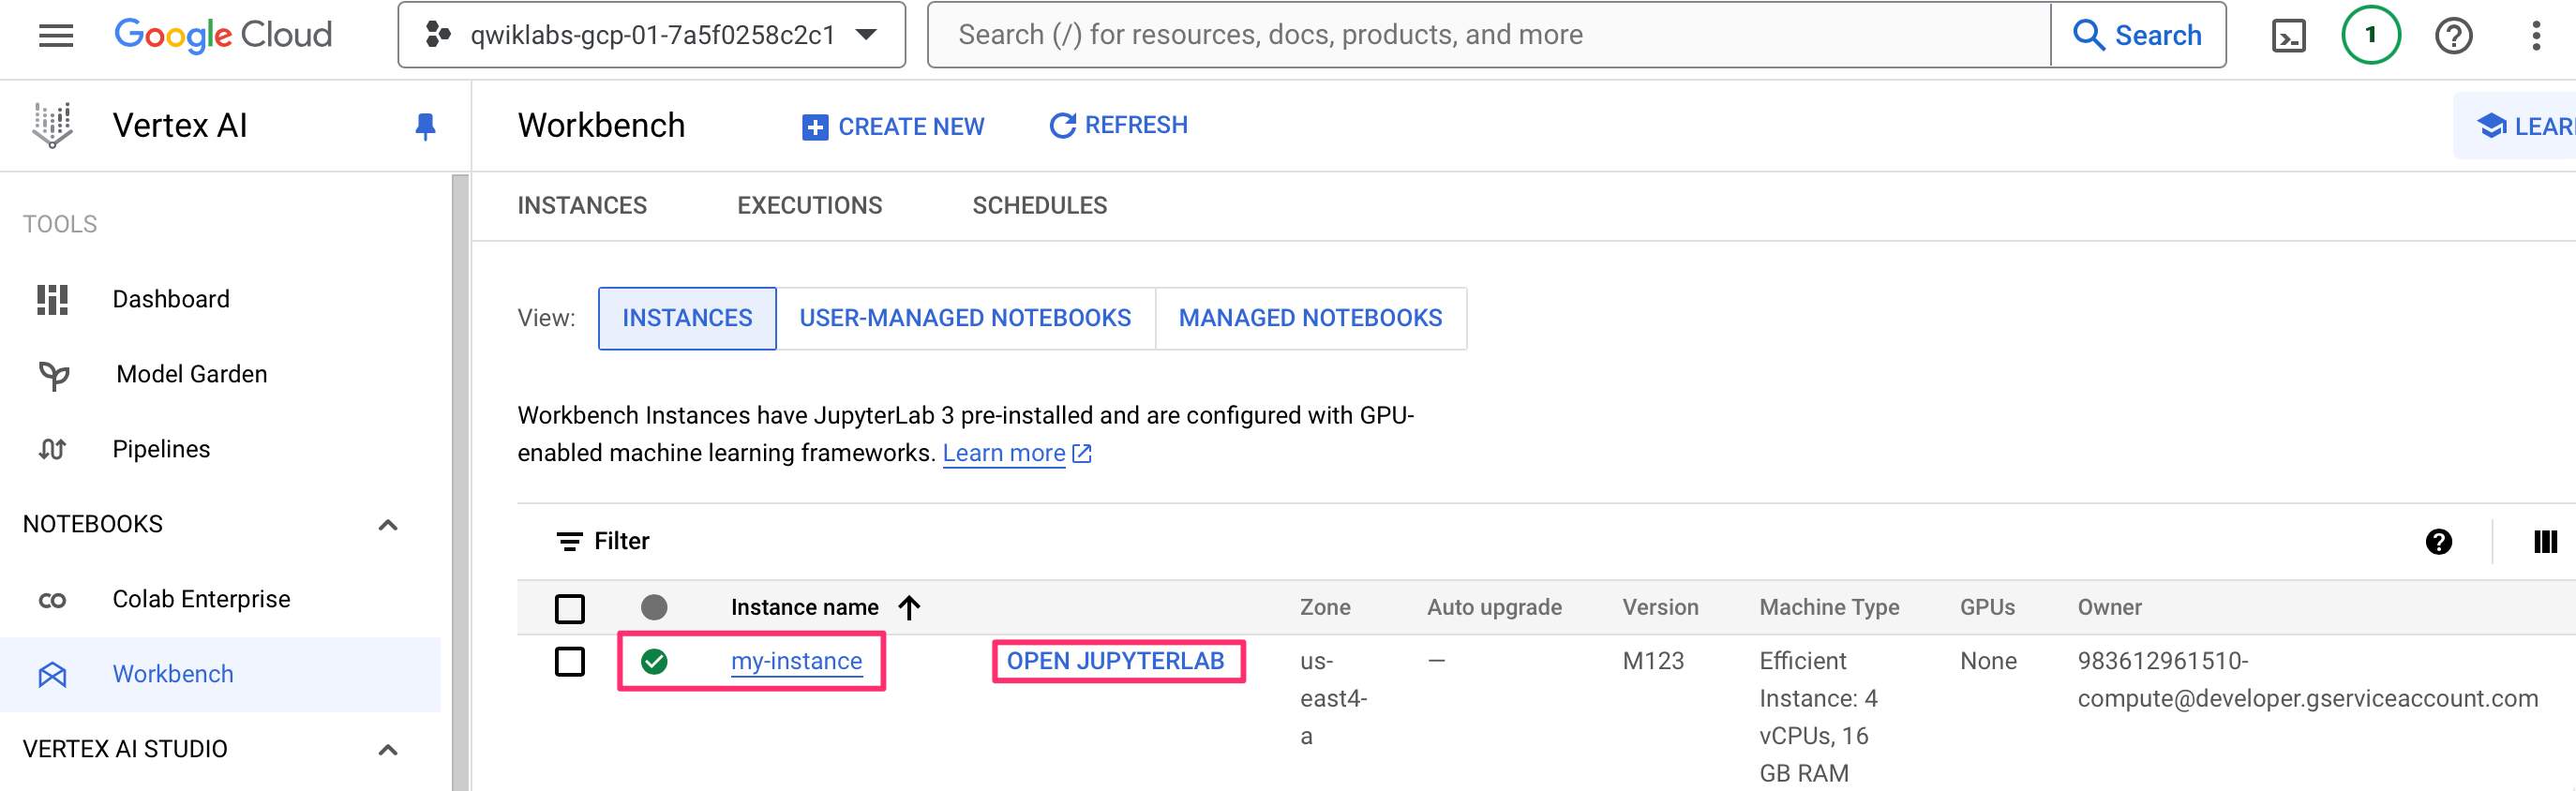 Google Cloud
qwiklabs-gcp-01-7a5f0258c2c1
Search (/) for resources, docs, products, and more
Search
1
Vertex AI
Workbench
CREATE NEW
REFRESH
LEAR
INSTANCES
EXECUTIONS
SCHEDULES
TOOLS
Dashboard
Model Garden
Pipelines
NOTEBOOKS
Colab Enterprise
Workbench
VERTEX AI STUDIO
View:
INSTANCES
USER-MANAGED NOTEBOOKS
MANAGED NOTEBOOKS
Workbench Instances have JupyterLab 3 pre-installed and are configured with GPU-
enabled machine learning frameworks. Learn more
Filter
Instance name
Zone
Auto upgrade
Version
Machine Type
GPUs
Owner
my-instance
OPEN JUPYTERLAB
us-
east4-
a
—
M123
Efficient
Instance: 4
vCPUs, 16
GB RAM
None
983612961510-
compute@developer.gserviceaccount.com